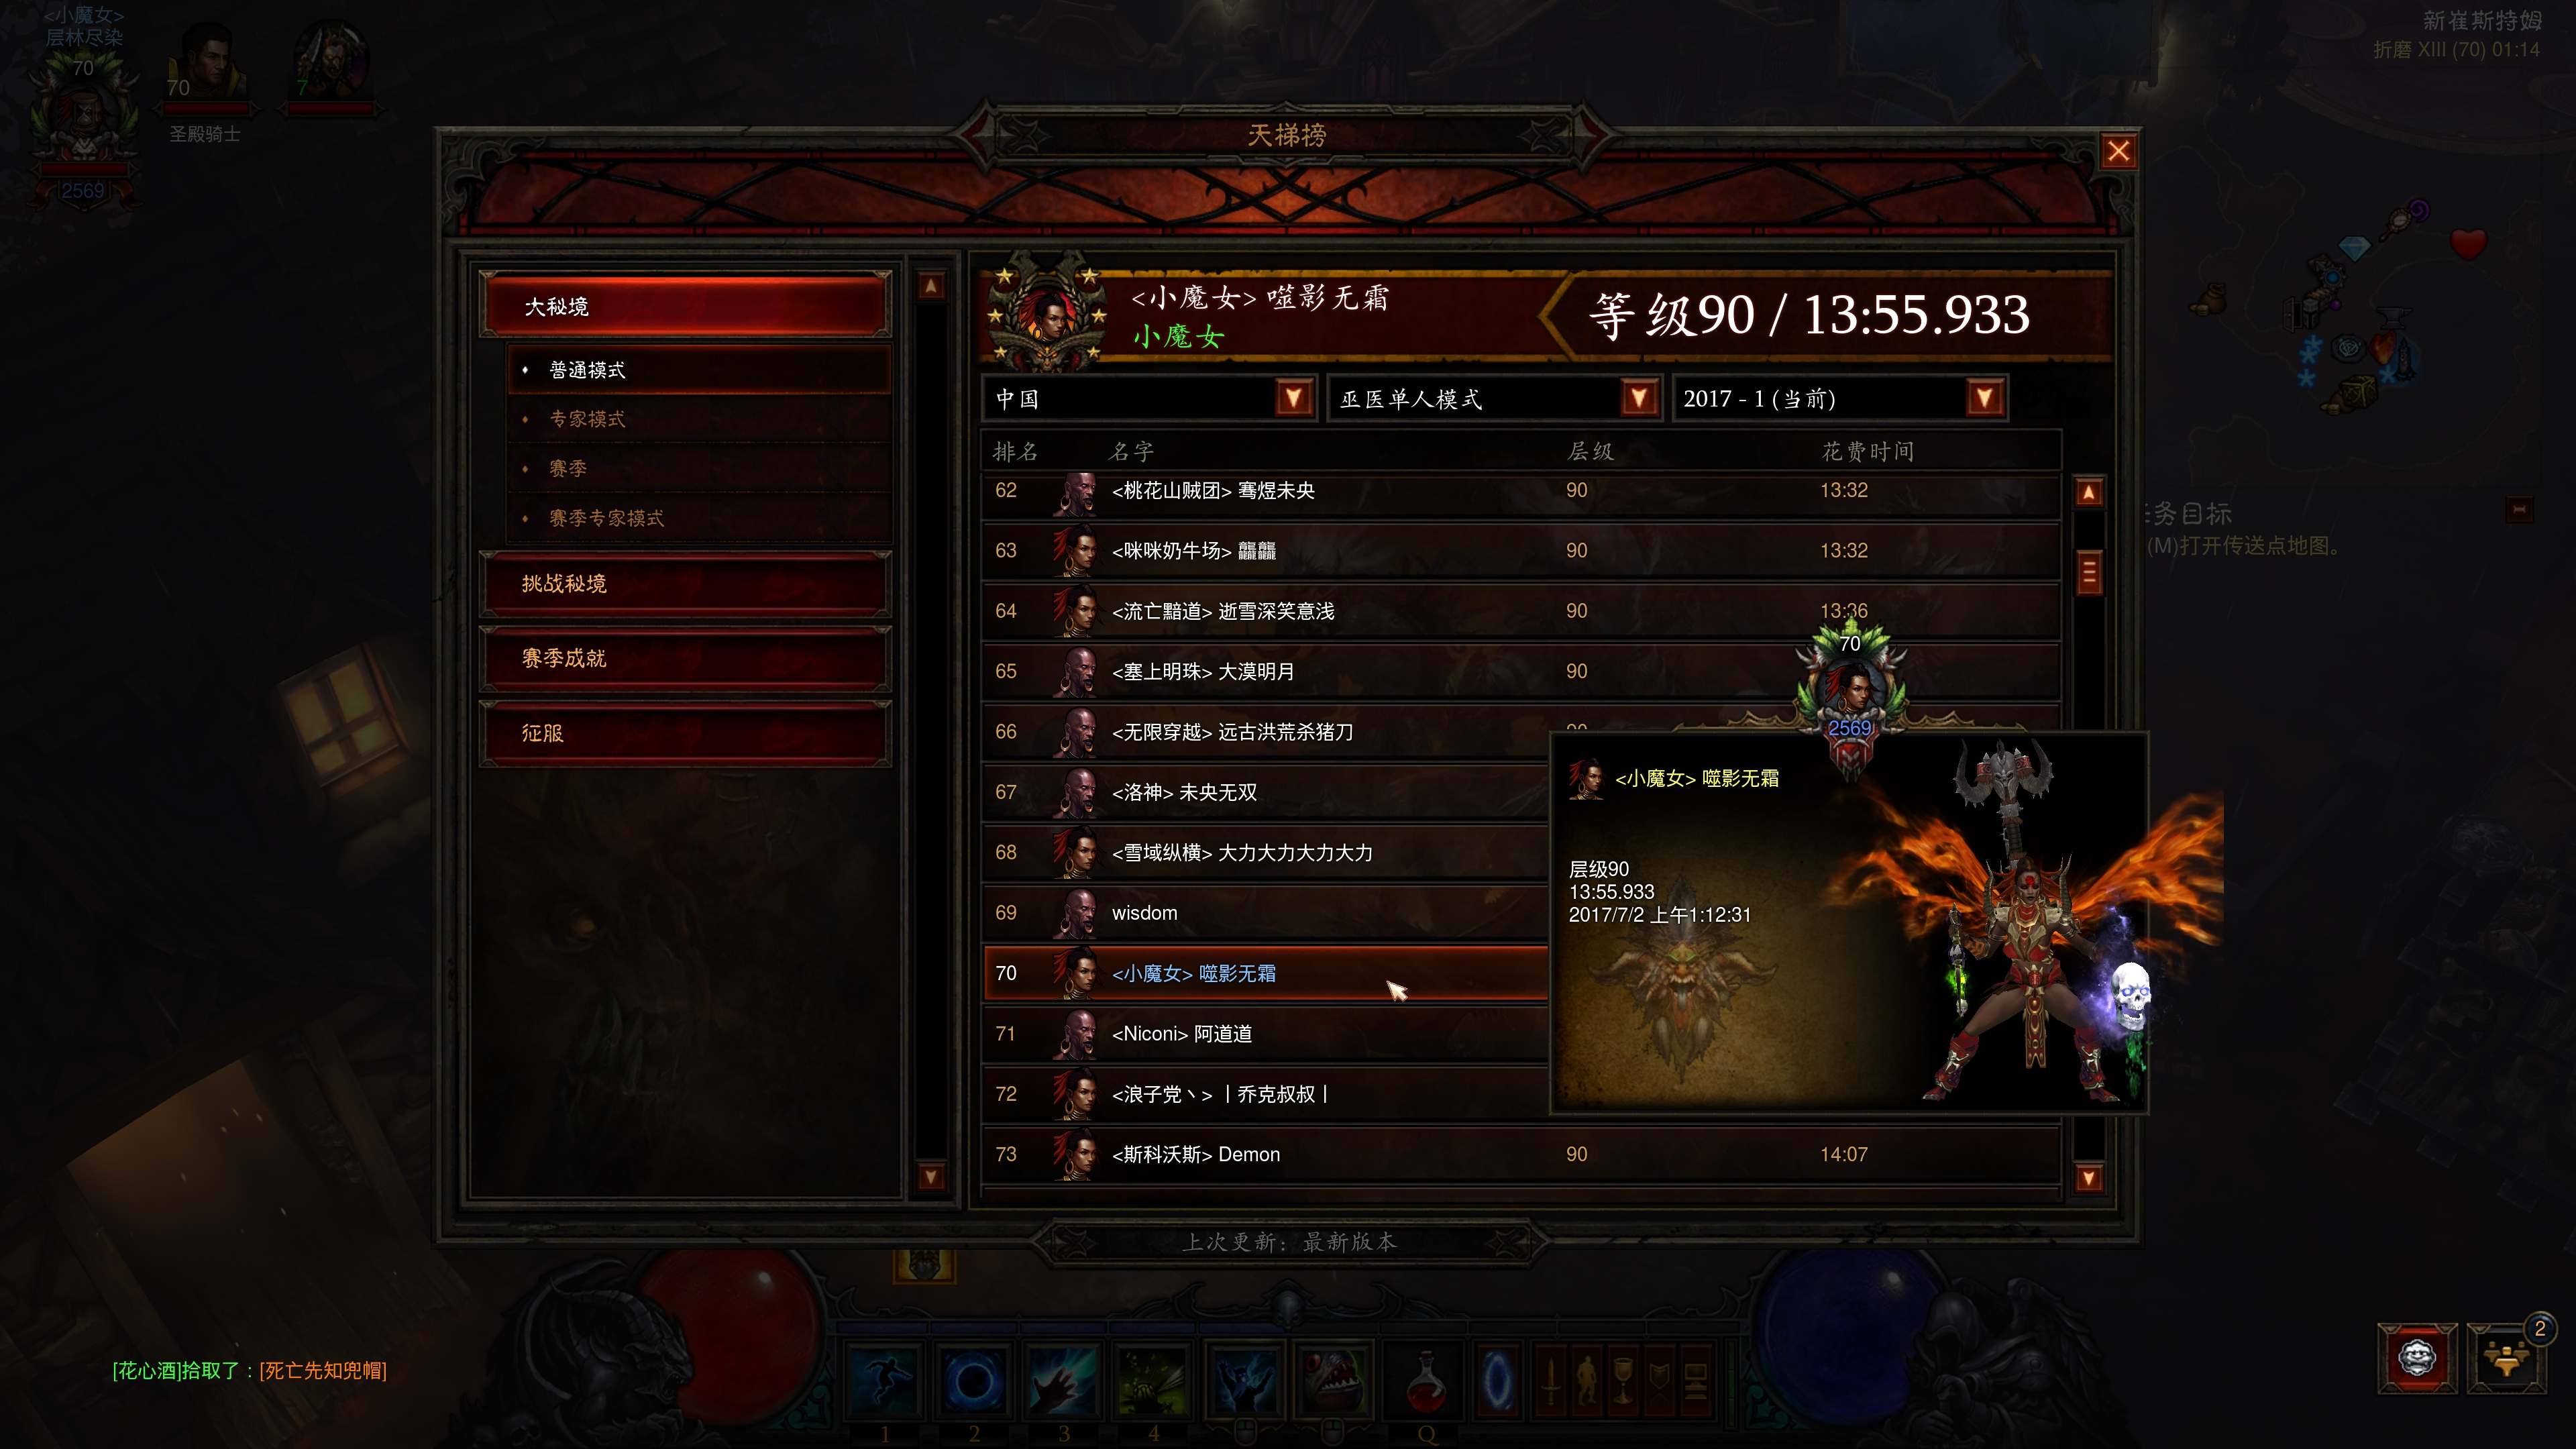 <小魔女>
层林尽染
70
2569
70
圣殿骑士
7
新崔斯特姆
折磨 XIII (70) 01:14
天梯榜
大秘境
普通模式
专家模式
赛季
赛季专家模式
挑战秘境
赛季成就
征服
<小魔女> 噬影无霜
小魔女
等级90 / 13:55.933
中国
巫医单人模式
2017 - 1 (当前)
排名 名字 层级 花费时间
62 <桃花山贼团> 骞煜未央 90 13:32
63 <咪咪奶牛场> 龘龘 90 13:32
64 <流亡黯道> 逝雪深笑意浅 90 13:36
65 <塞上明珠> 大漠明月 90
66 <无限穿越> 远古洪荒杀猪刀
67 <洛神> 未央无双
68 <雪域纵横> 大力大力大力大力
69 wisdom
70 <小魔女> 噬影无霜
71 <Niconi> 阿道道
72 <浪子党丶> 丨乔克叔叔丨
73 <斯科沃斯> Demon 90 14:07
70
2569
<小魔女> 噬影无霜
层级90
13:55.933
2017/7/2 上午1:12:31
务目标
(M)打开传送点地图。
上次更新：最新版本
[花心酒]拾取了：[死亡先知兜帽]
1 2 3 4 Q
2